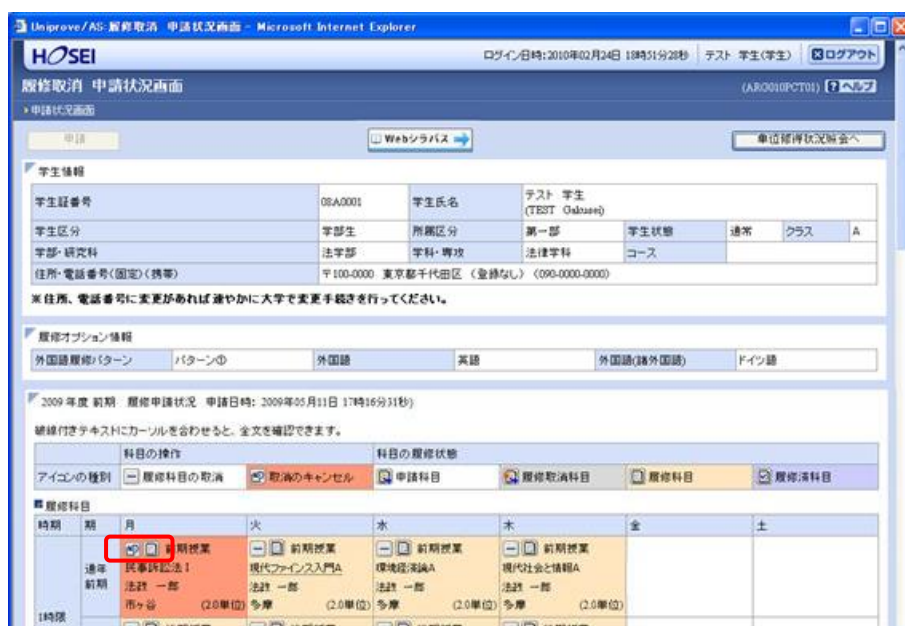 Uniprove/AS:履修取消 申請状況画面 - Microsoft Internet Explorer
HOSEI ログイン日時:2010年02月24日 18時51分28秒 テスト 学生(学生) ログアウト
履修取消 申請状況画面 (ARO010PCT01) ? ヘルプ
申請状況画面
申請 Webシラバス 単位修得状況照会へ
学生情報
学生証番号 08A0001 学生氏名 テスト 学生
(TEST Gakusei)
学生区分 学部生 所属区分 第一部 学生状態 通常 クラス A
学部・研究科 法学部 学科・専攻 法律学科 コース
住所・電話番号(固定)(携帯) 〒100-0000 東京都千代田区 (登録なし) (090-0000-0000)
※住所、電話番号に変更があれば速やかに大学で変更手続きを行ってください。
履修オプション情報
外国語履修パターン パターン① 外国語 英語 外国語(諸外国語) ドイツ語
2009 年度 前期 履修申請状況 申請日時: 2009年05月11日 17時16分31秒)
破線付きテキストにカーソルを合わせると、全文を確認できます。
科目の操作 科目の履修状態
アイコンの種別 履修科目の取消 取消のキャンセル 申請科目 履修取消科目 履修科目 履修済科目
履修科目
時期 期 月 火 水 木 金 土
前期授業 前期授業 前期授業 前期授業
通年 民事訴訟法Ⅰ 現代ファインス入門A 環境経済論A 現代社会と情報A
前期 法政 一郎 法政 一郎 法政 一郎 法政 一郎
市ヶ谷 (2.0単位) 多摩 (2.0単位) 多摩 (2.0単位) 多摩 (2.0単位)
1時限